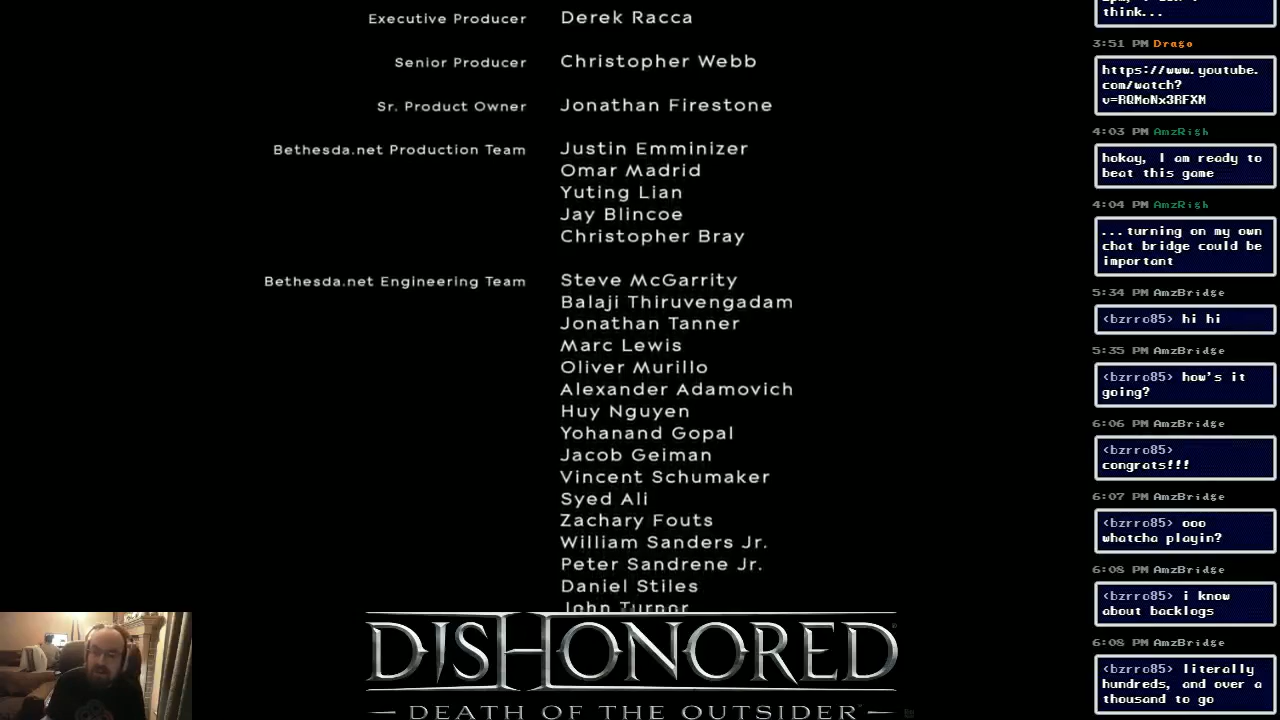 Executive Producer Derek Racca
Senior Producer Christopher Webb
Sr. Product Owner Jonathan Firestone
Bethesda.net Production Team Justin Emminizer
Omar Madrid
Yuting Lian
Jay Blincoe
Christopher Bray
Bethesda.net Engineering Team Steve McGarrity
Balaji Thiruvengadam
Jonathan Tanner
Marc Lewis
Oliver Murillo
Alexander Adamovich
Huy Nguyen
Yohanand Gopal
Jacob Geiman
Vincent Schumaker
Syed Ali
Zachary Fouts
William Sanders Jr.
Peter Sandrene Jr.
Daniel Stiles
John Turnor
DISHONORED
DEATH OF THE OUTSIDER
think...
3:51 PM Drago
https://www.youtube.
com/watch?
v=RQMoNx3RFXM
4:03 PM AmzRigh
hokay, I am ready to
beat this game
4:04 PM AmzRigh
...turning on my own
chat bridge could be
important
5:34 PM AmzBridge
<bzrro85> hi hi
5:35 PM AmzBridge
<bzrro85> how's it
going?
6:06 PM AmzBridge
<bzrro85>
congrats!!!
6:07 PM AmzBridge
<bzrro85> ooo
whatcha playin?
6:08 PM AmzBridge
<bzrro85> i know
about backlogs
6:08 PM AmzBridge
<bzrro85> literally
hundreds, and over a
thousand to go